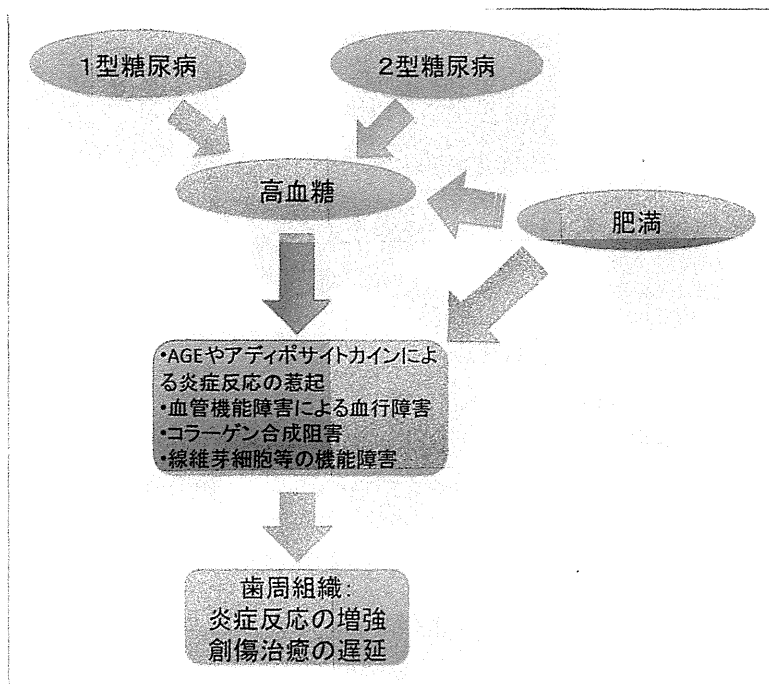 1型糖尿病
2型糖尿病
高血糖
肥満
•AGEやアディポサイトカインによ
る炎症反応の惹起
•血管機能障害による血行障害
•コラーゲン合成阻害
•線維芽細胞等の機能障害
歯周組織:
炎症反応の増強
創傷治癒の遅延